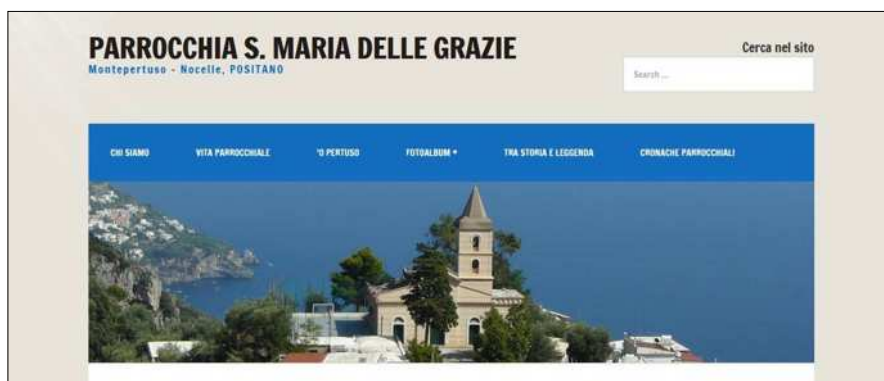 PARROCCHIA S. MARIA DELLE GRAZIE
Montepertuso - Nocelle, POSITANO
Cerca nel sito
Search ...
CHI SIAMO VITA PARROCCHIALE 'O PERTUSO FOTOALBUM TRA STORIA E LEGGENDA CRONACHE PARROCCHIALI